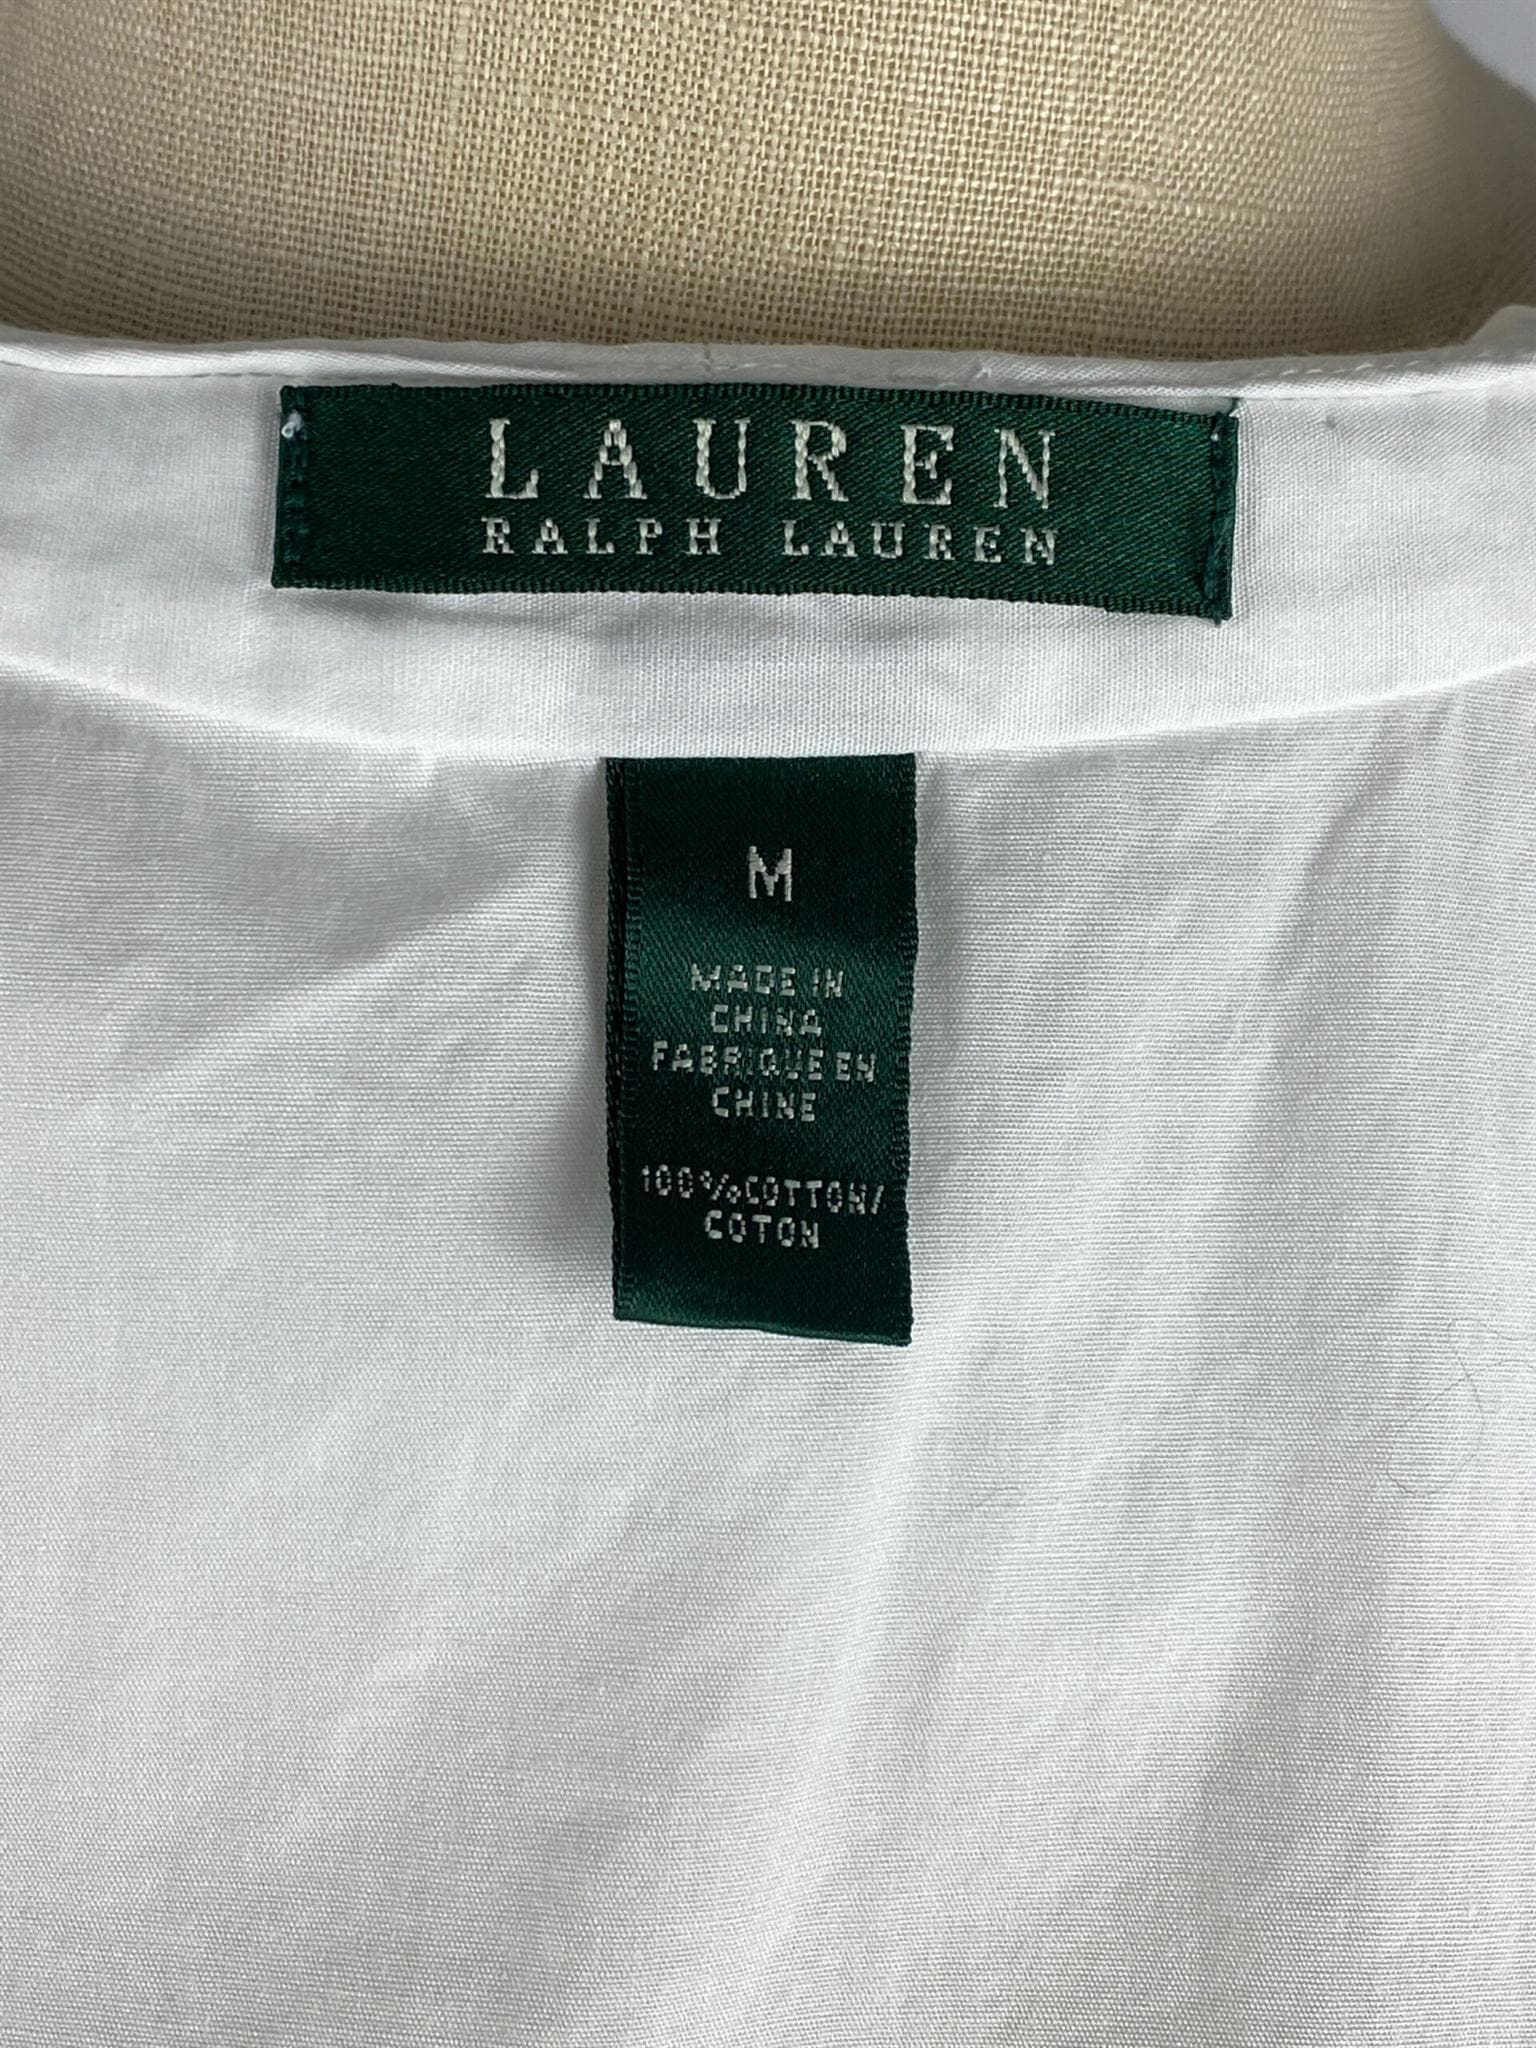 LAUREN
RALPH LAUREN
M
MADE IN
CHINA
FABRIQUE EN
CHINE
100%COTTON/
COTON